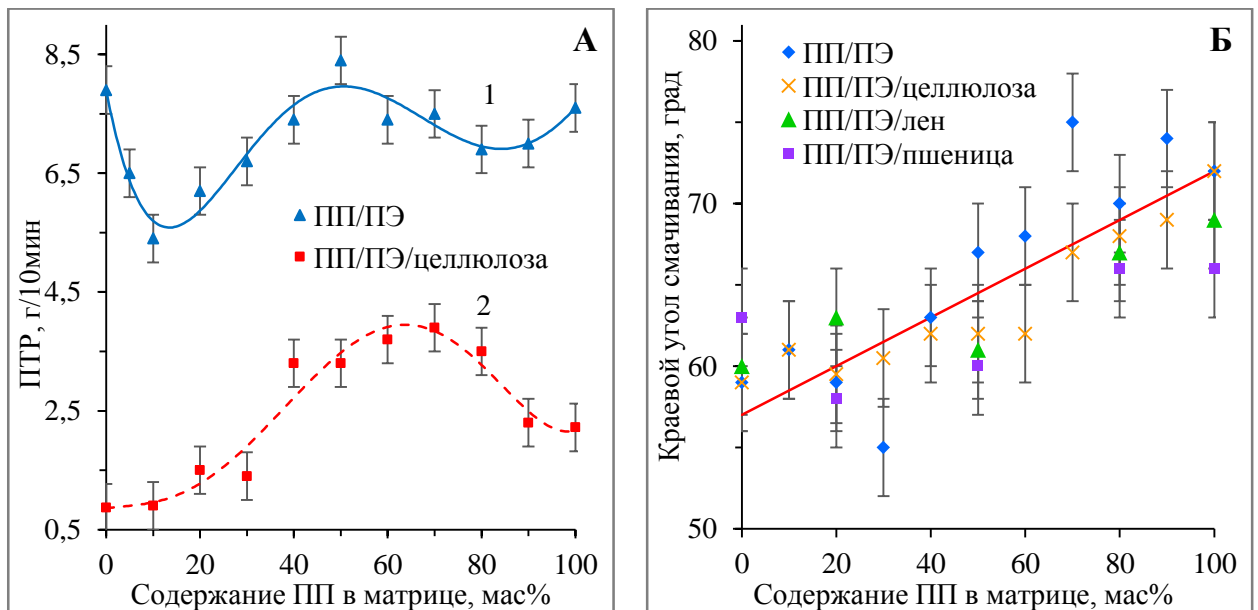 А
8,5
6,5
4,5
2,5
0,5
ПТР, г/10мин
1
ПП/ПЭ
ПП/ПЭ/целлюлоза
2
0 20 40 60 80 100
Содержание ПП в матрице, мас%
Б
80
70
60
50
Краевой угол смачивания, град
ПП/ПЭ
ПП/ПЭ/целлюлоза
ПП/ПЭ/лен
ПП/ПЭ/пшеница
0 20 40 60 80 100
Содержание ПП в матрице, мас%